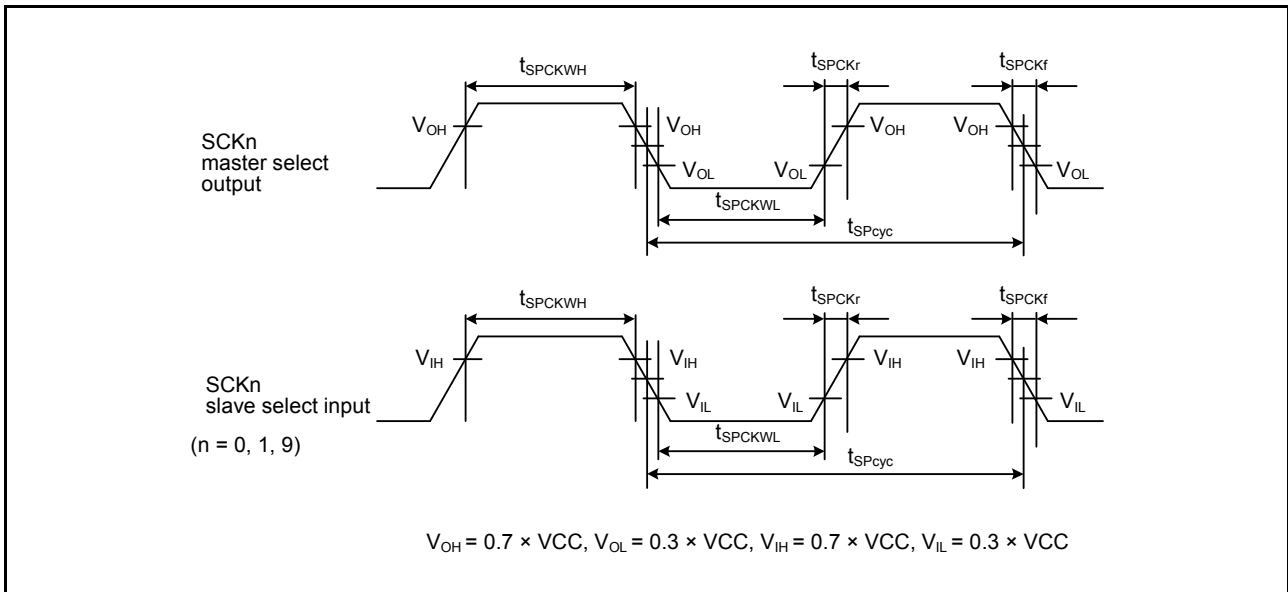 tSPCKWH
tSPCKr
tSPCKf
SCKn
master select
output
VOH
VOH
VOL
VOL
VOH
VOH
VOL
tSPCKWL
tSPcyc
tSPCKWH
tSPCKr
tSPCKf
SCKn
slave select input
(n = 0, 1, 9)
VIH
VIH
VIL
VIL
VIH
VIH
VIL
tSPCKWL
tSPcyc
VOH = 0.7 × VCC, VOL = 0.3 × VCC, VIH = 0.7 × VCC, VIL = 0.3 × VCC